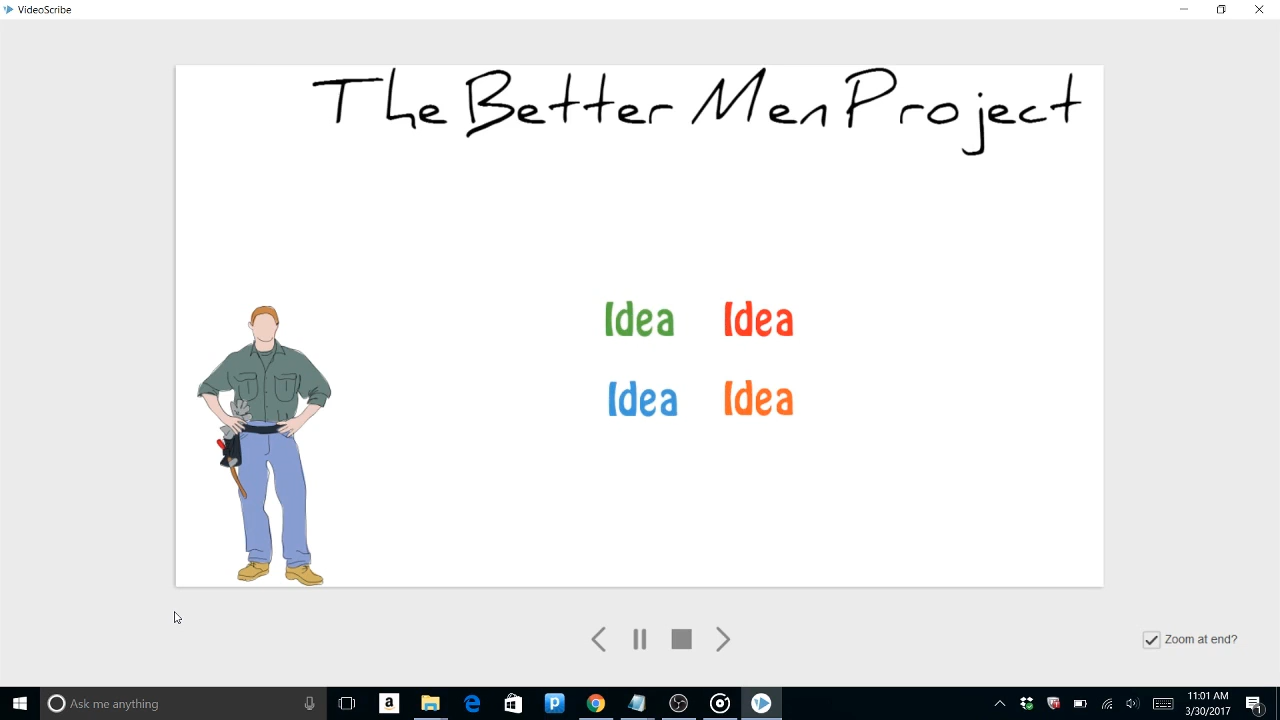 VideoScribe
The Better Men Project
Idea Idea
Idea Idea
Zoom at end?
Ask me anything
11:01 AM
3/30/2017